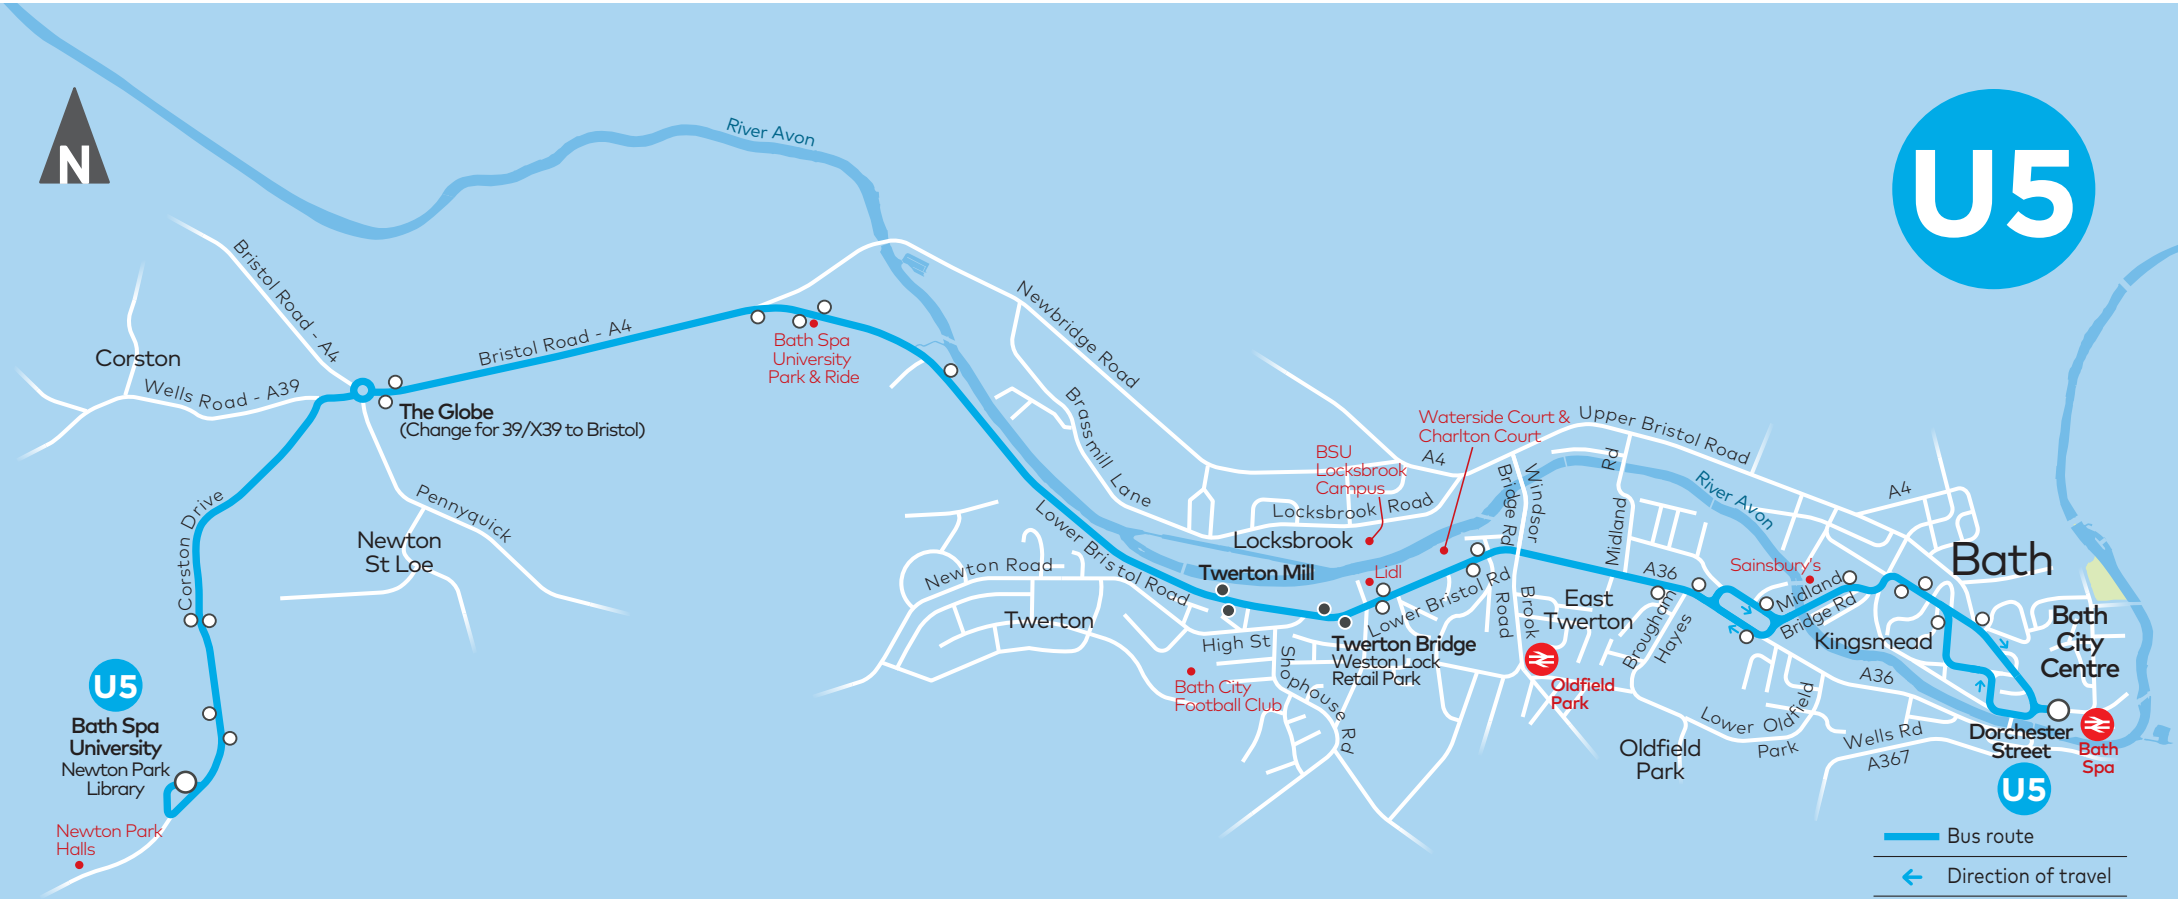 N
U5
River Avon
Bristol Road - A4
Corston
Wells Road - A39
Bristol Road - A4
The Globe
(Change for 39/X39 to Bristol)
Bath Spa
University
Park & Ride
Newbridge Road
Brassmill Lane
Corston Drive
Pennyquick
Newton
St Loe
U5
Bath Spa
University
Newton Park
Library
Newton Park
Halls
Lower Bristol Road
Newton Road
Twerton
Twerton Mill
High St
Bath City
Football Club
Shophouse Rd
Twerton Bridge
Weston Lock
Retail Park
Locksbrook
Locksbrook Road
BSU
Locksbrook
Campus
Waterside Court &
Charlton Court
Lidl
A4
Upper Bristol Road
Lower Bristol Rd
Windsor
Bridge Rd
Brook
Road
Midland
Rd
River Avon
A36
East
Twerton
Oldfield
Park
Brougham
Hayes
Sainsbury's
Midland
Bridge Rd
Kingsmead
A4
Bath
Bath
City
Centre
A36
Lower Oldfield
Park
Oldfield
Park
Wells Rd
A367
Dorchester
Street
U5
Bath
Spa
Bus route
Direction of travel